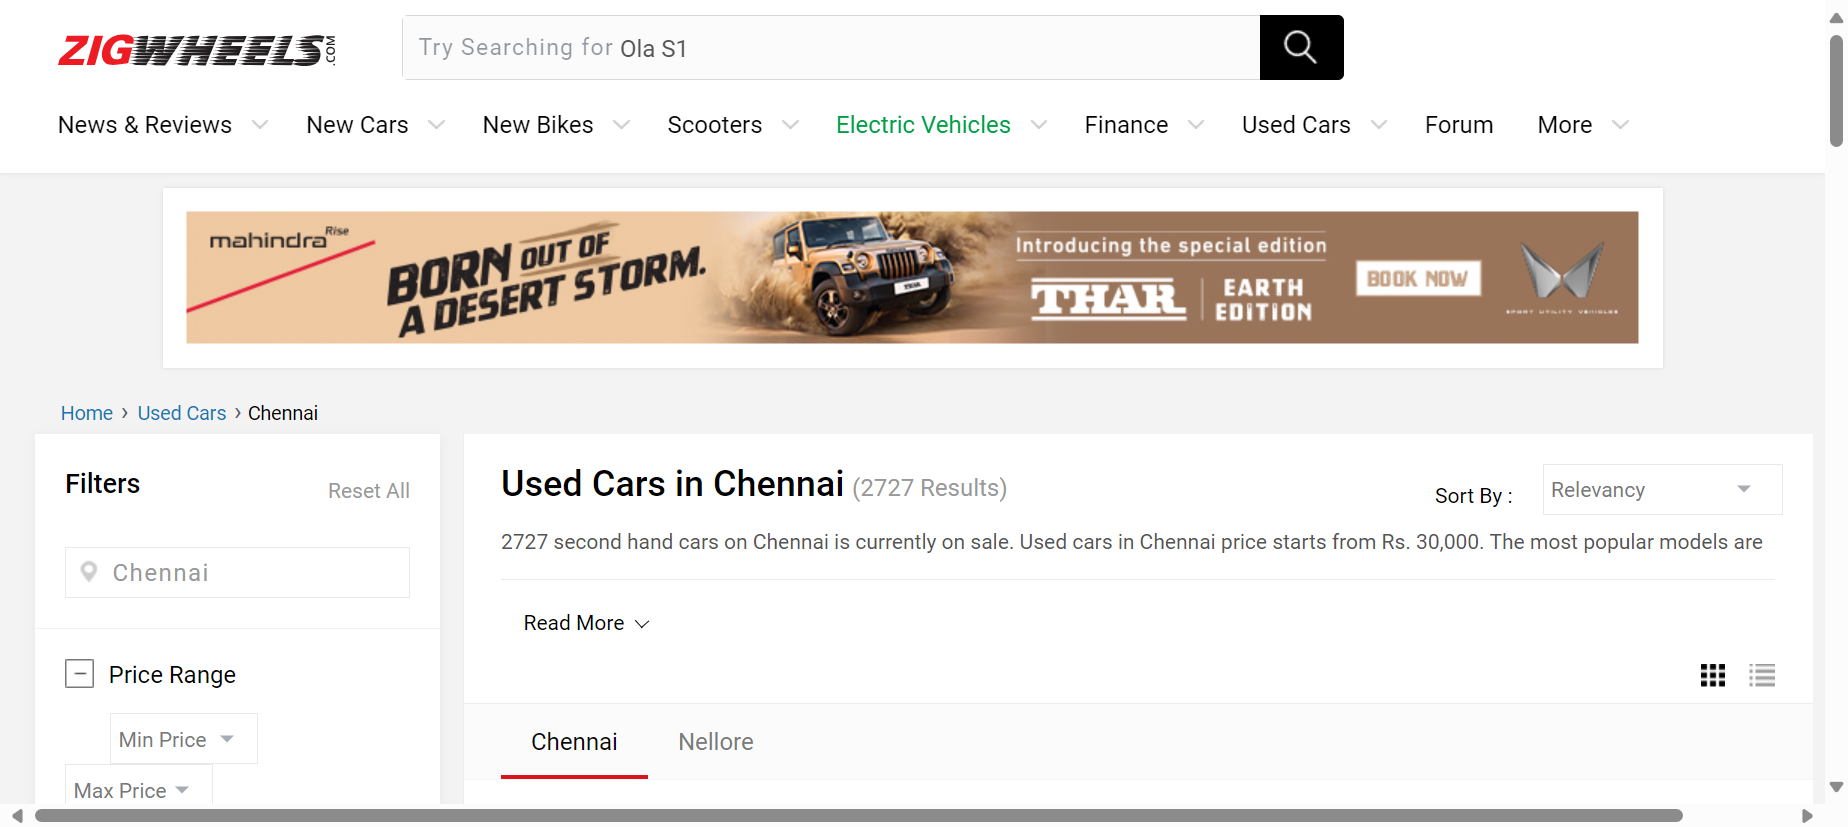 ZIGWHEELS.COM
Try Searching for Ola S1
News & Reviews New Cars New Bikes Scooters Electric Vehicles Finance Used Cars Forum More
mahindra Rise
BORN OUT OF
A DESERT STORM.
THAR
Introducing the special edition
THAR EARTH EDITION
BOOK NOW
SPORT UTILITY VEHICLES
Home › Used Cars › Chennai
Filters
Reset All
Chennai
Price Range
Min Price
Max Price
Used Cars in Chennai (2727 Results)
Sort By : Relevancy
2727 second hand cars on Chennai is currently on sale. Used cars in Chennai price starts from Rs. 30,000. The most popular models are
Read More
Chennai Nellore